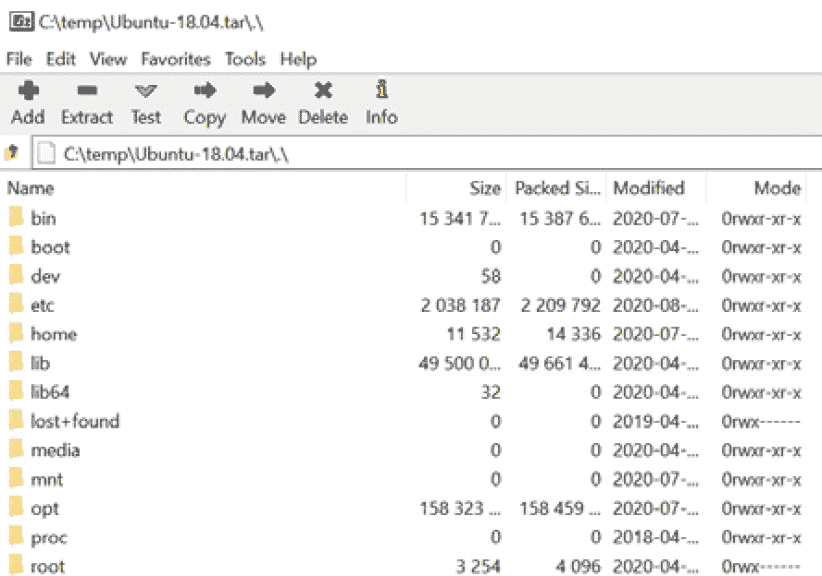 C:\temp\Ubuntu-18.04.tar\.\
File Edit View Favorites Tools Help
Add Extract Test Copy Move Delete Info
C:\temp\Ubuntu-18.04.tar\.\
Name Size Packed Si... Modified Mode
bin 15 341 7... 15 387 6... 2020-07-... 0rwxr-xr-x
boot 0 0 2020-04-... 0rwxr-xr-x
dev 58 0 2020-04-... 0rwxr-xr-x
etc 2 038 187 2 209 792 2020-08-... 0rwxr-xr-x
home 11 532 14 336 2020-07-... 0rwxr-xr-x
lib 49 500 0... 49 661 4... 2020-04-... 0rwxr-xr-x
lib64 32 0 2020-04-... 0rwxr-xr-x
lost+found 0 0 2019-04-... 0rwx------
media 0 0 2020-04-... 0rwxr-xr-x
mnt 0 0 2020-07-... 0rwxr-xr-x
opt 158 323 ... 158 459 ... 2020-07-... 0rwxr-xr-x
proc 0 0 2018-04-... 0rwxr-xr-x
root 3 254 4 096 2020-04-... 0rwx------